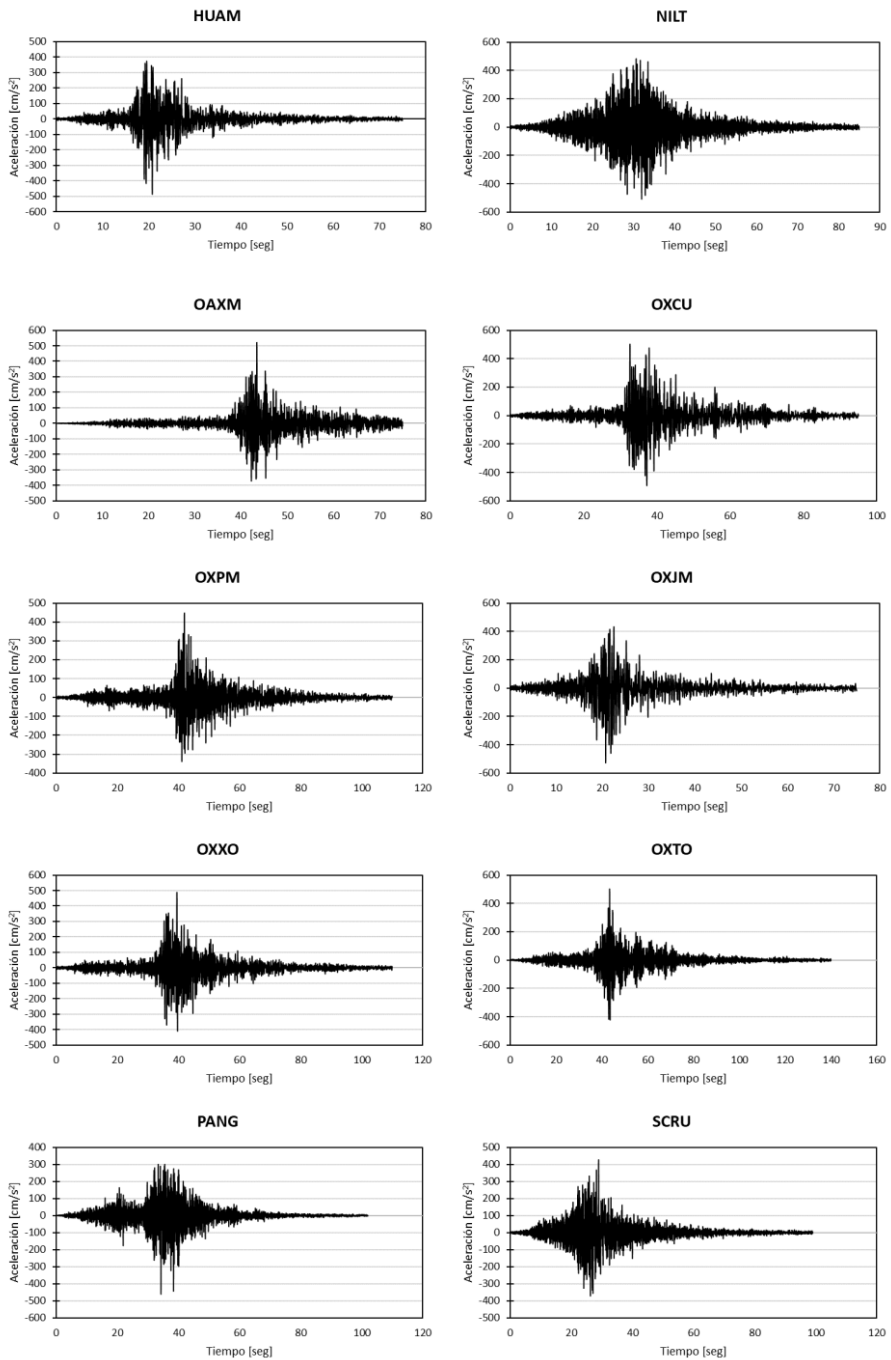 HUAM
Aceleración [cm/s²]
500
400
300
200
100
0
-100
-200
-300
-400
-500
-600
0 10 20 30 40 50 60 70 80
Tiempo [seg]
NILT
Aceleración [cm/s²]
600
400
200
0
-200
-400
-600
0 10 20 30 40 50 60 70 80 90
Tiempo [seg]
OAXM
Aceleración [cm/s²]
600
500
400
300
200
100
0
-100
-200
-300
-400
-500
0 10 20 30 40 50 60 70 80
Tiempo [seg]
OXCU
Aceleración [cm/s²]
600
400
200
0
-200
-400
-600
0 20 40 60 80 100
Tiempo [seg]
OXPM
Aceleración [cm/s²]
500
400
300
200
100
0
-100
-200
-300
-400
0 20 40 60 80 100 120
Tiempo [seg]
OXJM
Aceleración [cm/s²]
600
400
200
0
-200
-400
-600
0 10 20 30 40 50 60 70 80
Tiempo [seg]
OXXO
Aceleración [cm/s²]
600
500
400
300
200
100
0
-100
-200
-300
-400
-500
0 20 40 60 80 100 120
Tiempo [seg]
OXTO
Aceleración [cm/s²]
600
400
200
0
-200
-400
-600
0 20 40 60 80 100 120 140 160
Tiempo [seg]
PANG
Aceleración [cm/s²]
400
300
200
100
0
-100
-200
-300
-400
-500
-600
0 20 40 60 80 100 120
Tiempo [seg]
SCRU
Aceleración [cm/s²]
500
400
300
200
100
0
-100
-200
-300
-400
-500
0 20 40 60 80 100 120
Tiempo [seg]